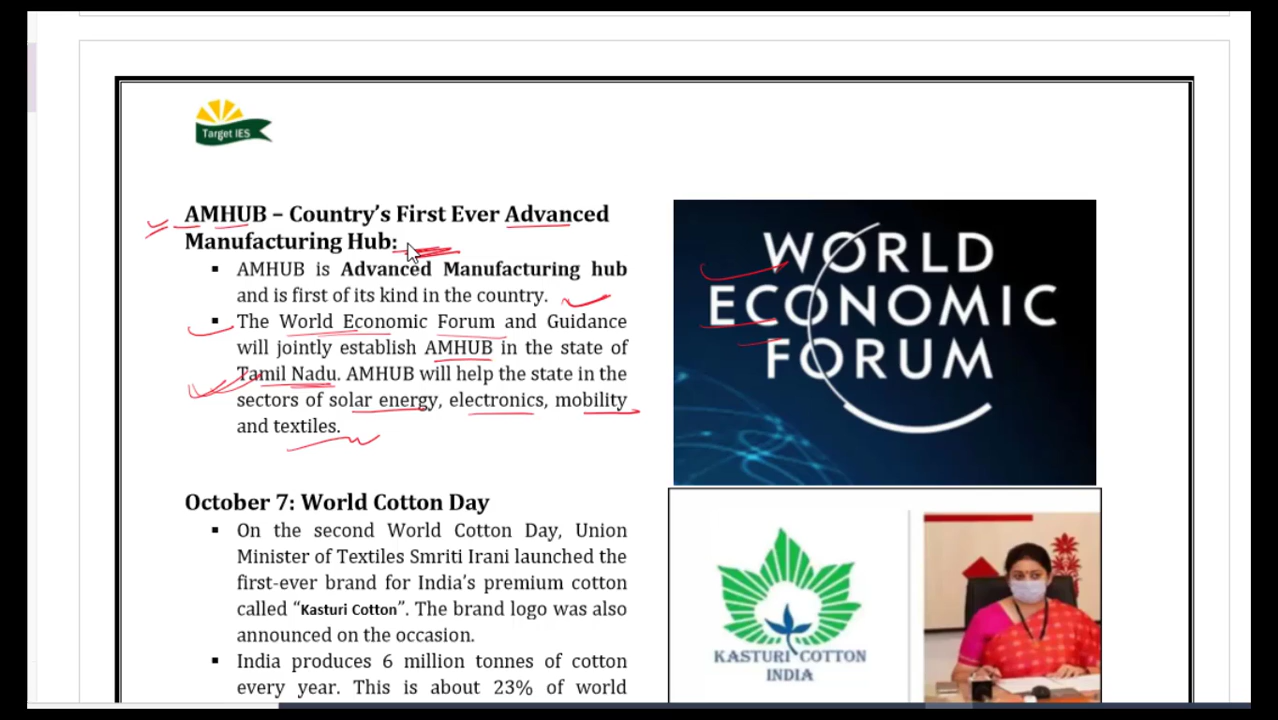 Target IES
AMHUB – Country's First Ever Advanced
Manufacturing Hub:
▪ AMHUB is Advanced Manufacturing hub
and is first of its kind in the country.
▪ The World Economic Forum and Guidance
will jointly establish AMHUB in the state of
Tamil Nadu. AMHUB will help the state in the
sectors of solar energy, electronics, mobility
and textiles.
WORLD
ECONOMIC
FORUM
October 7: World Cotton Day
▪ On the second World Cotton Day, Union
Minister of Textiles Smriti Irani launched the
first-ever brand for India's premium cotton
called “Kasturi Cotton”. The brand logo was also
announced on the occasion.
▪ India produces 6 million tonnes of cotton
every year. This is about 23% of world
KASTURI COTTON
INDIA